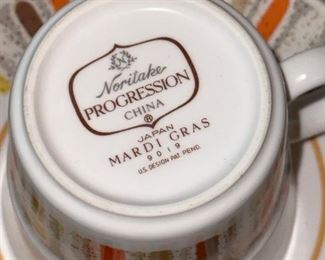 N
Noritake
PROGRESSION
CHINA
®
JAPAN
MARDI GRAS
9019
U.S. DESIGN PAT. PEND.